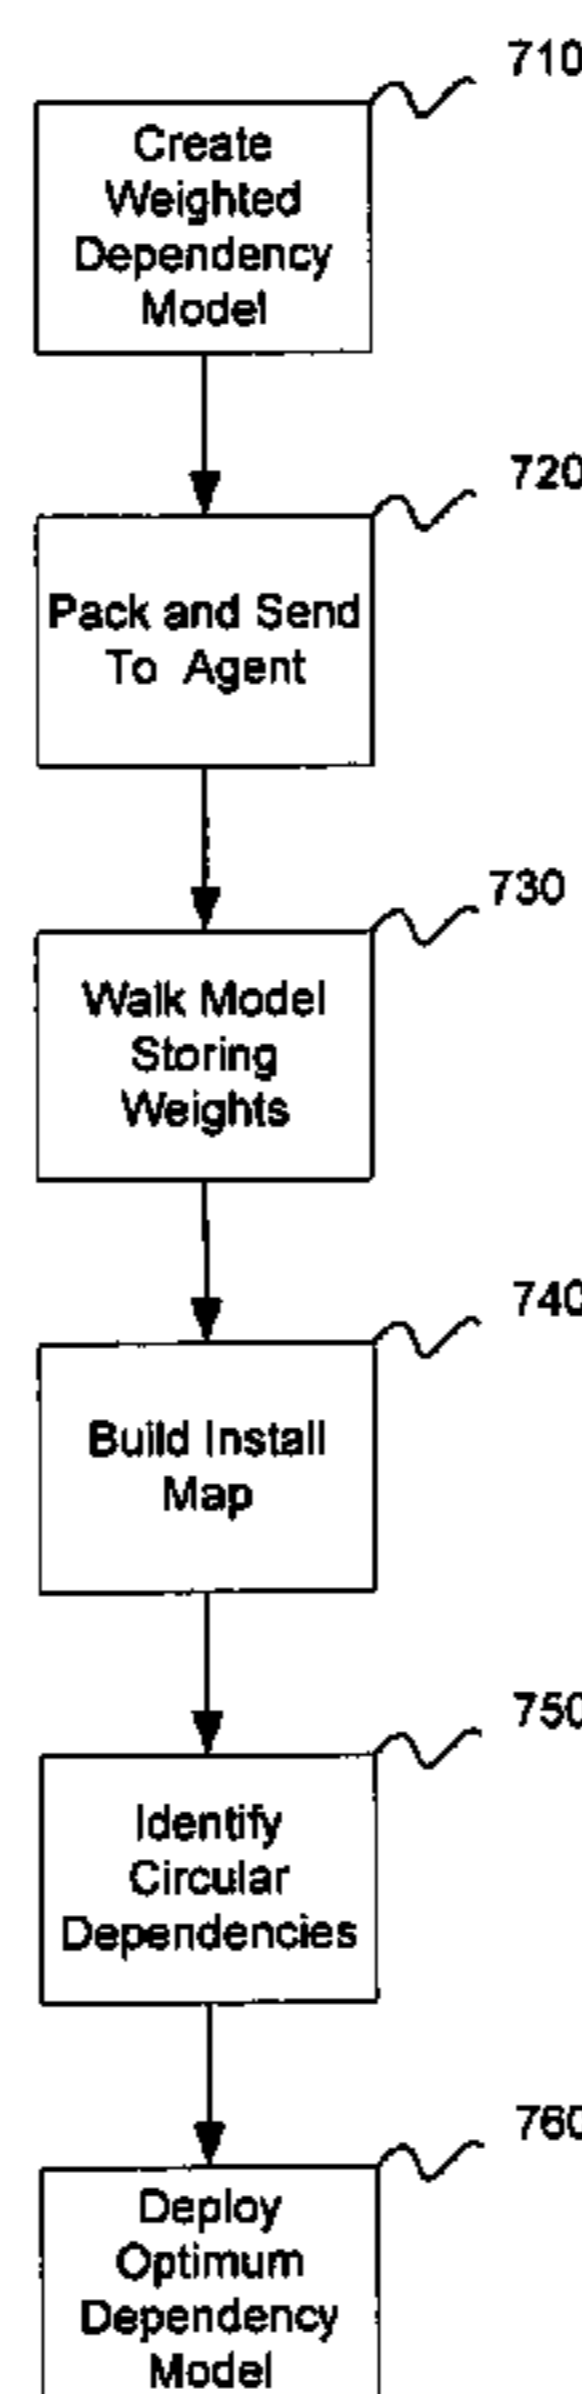 710
Create
Weighted
Dependency
Model
720
Pack and Send
To Agent
730
Walk Model
Storing
Weights
740
Build Install
Map
750
Identify
Circular
Dependencies
760
Deploy
Optimum
Dependency
Model